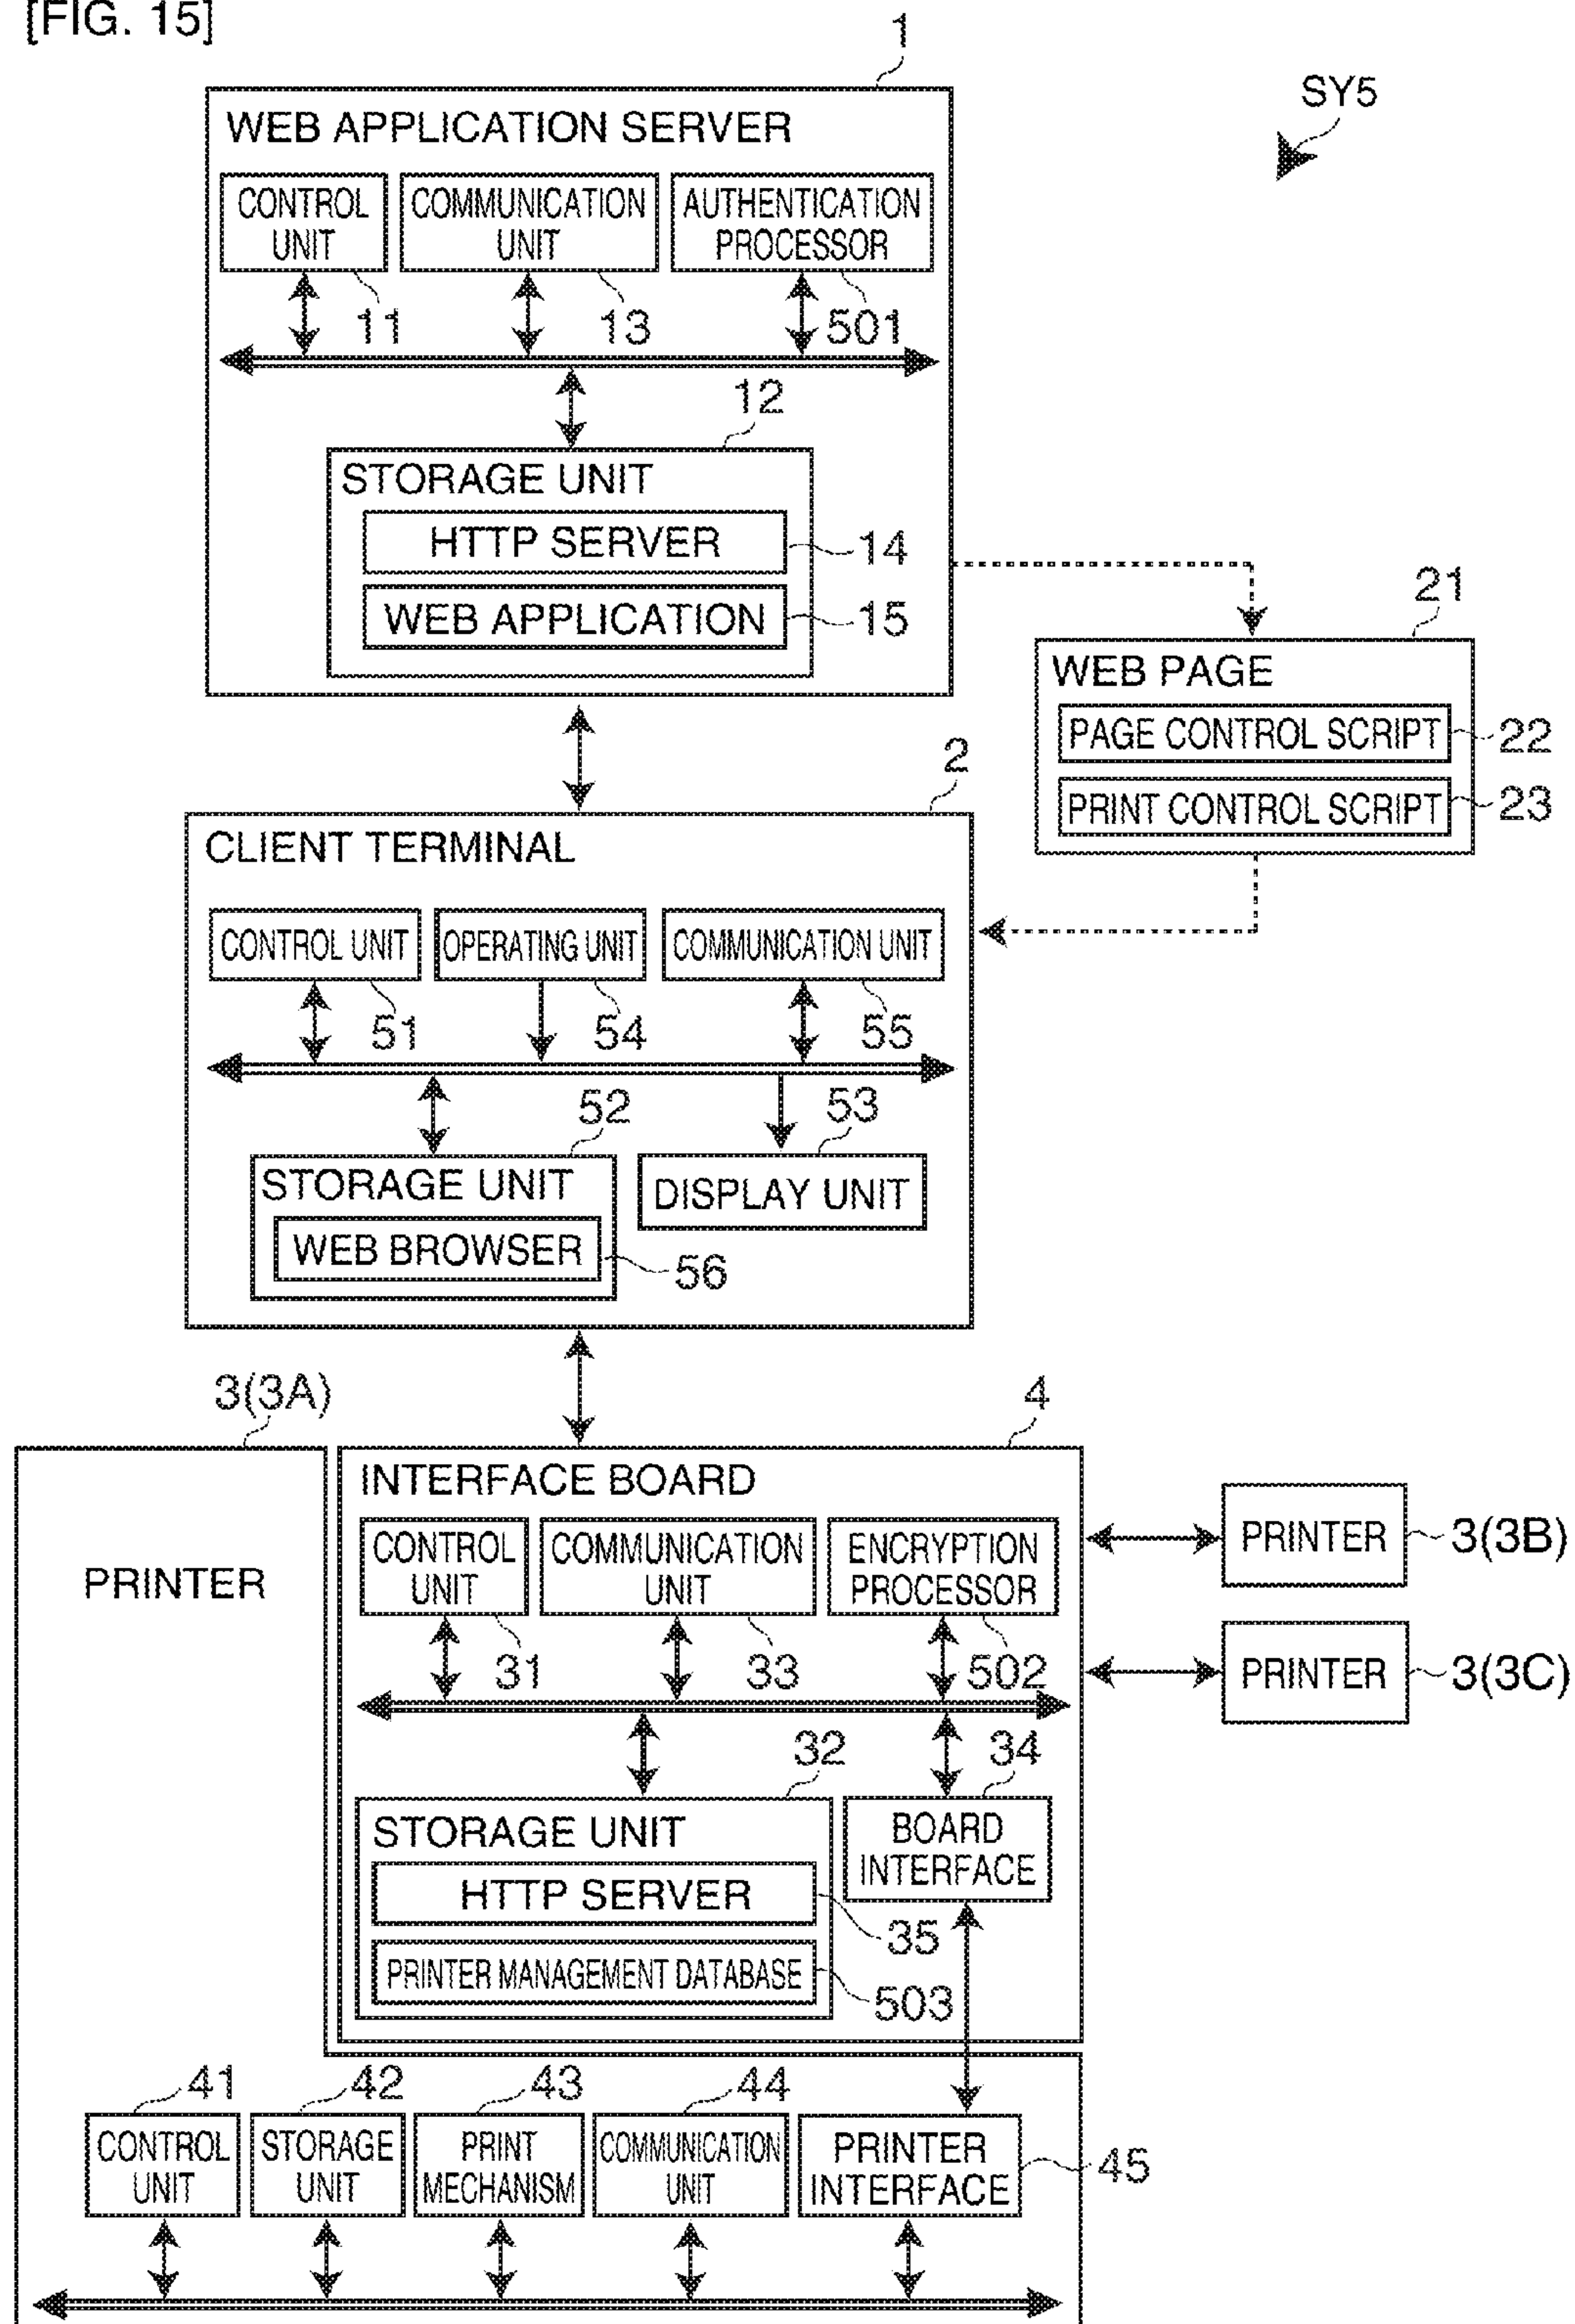 [FIG. 15]
1
SY5
WEB APPLICATION SERVER
CONTROL
UNIT
COMMUNICATION
UNIT
AUTHENTICATION
PROCESSOR
11
13
501
12
STORAGE UNIT
HTTP SERVER
14
WEB APPLICATION
15
21
WEB PAGE
PAGE CONTROL SCRIPT
22
PRINT CONTROL SCRIPT
23
2
CLIENT TERMINAL
CONTROL UNIT
OPERATING UNIT
COMMUNICATION UNIT
51
54
55
52
53
STORAGE UNIT
WEB BROWSER
56
DISPLAY UNIT
3(3A)
4
PRINTER
INTERFACE BOARD
CONTROL
UNIT
COMMUNICATION
UNIT
ENCRYPTION
PROCESSOR
31
33
502
PRINTER
3(3B)
PRINTER
3(3C)
32
34
STORAGE UNIT
HTTP SERVER
35
PRINTER MANAGEMENT DATABASE
503
BOARD
INTERFACE
41
42
43
44
CONTROL
UNIT
STORAGE
UNIT
PRINT
MECHANISM
COMMUNICATION
UNIT
PRINTER
INTERFACE
45